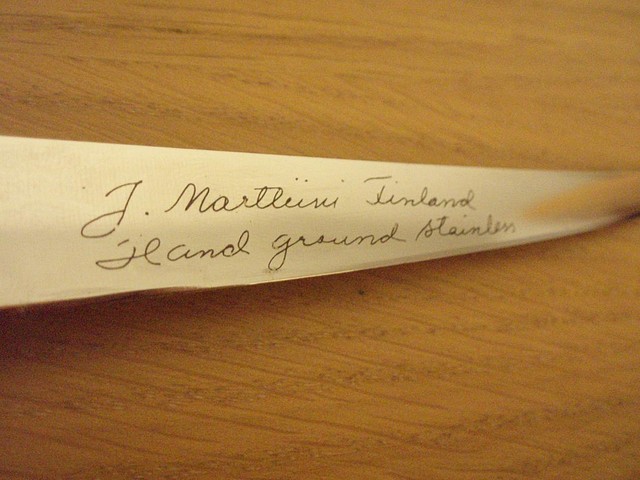 J. Marttiini Finland
Hand ground stainless